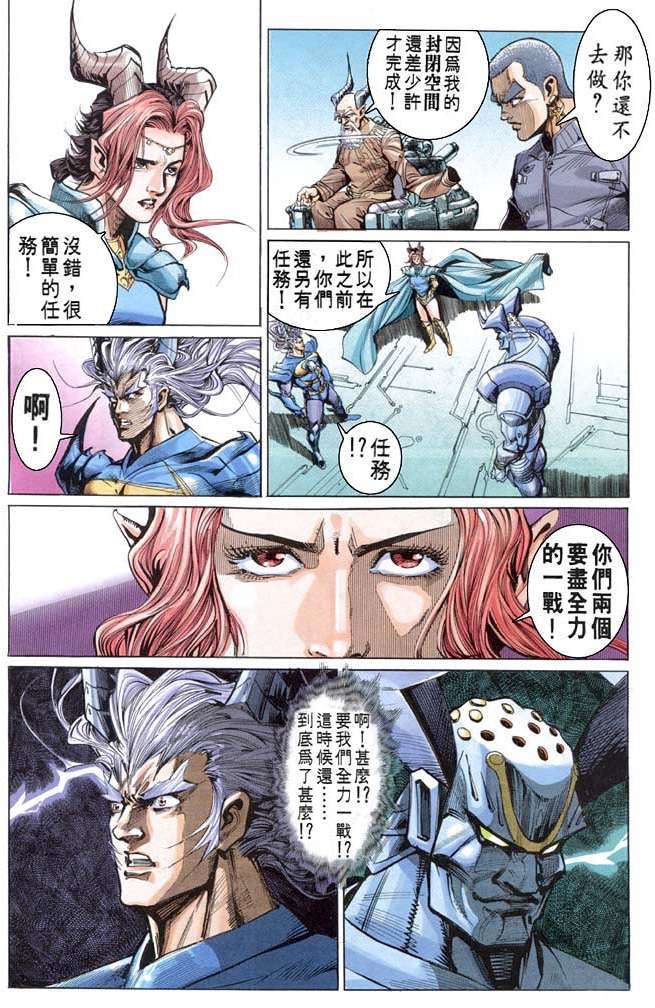 那你還不
去做？
因爲我的
封閉空間
還差少許
才完成！
所以在
此之前
，你們
還另有
任務！
任務
！？
沒錯，很
簡單的任
務！
啊！
你們兩個
要盡全力
的一戰！
啊！甚麼！？
要我們全力一戰！？
這時候還……
到底爲了甚麼！？